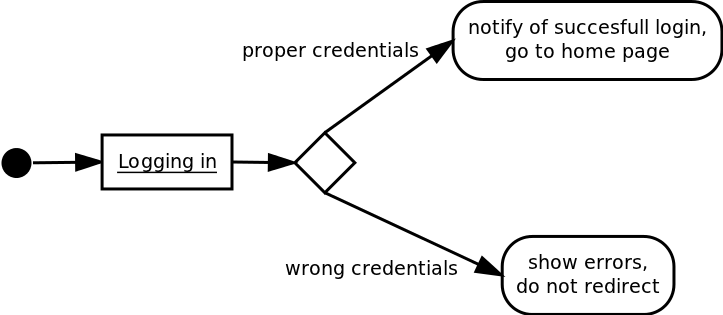 notify of succesfull login,
go to home page
proper credentials
Logging in
wrong credentials
show errors,
do not redirect